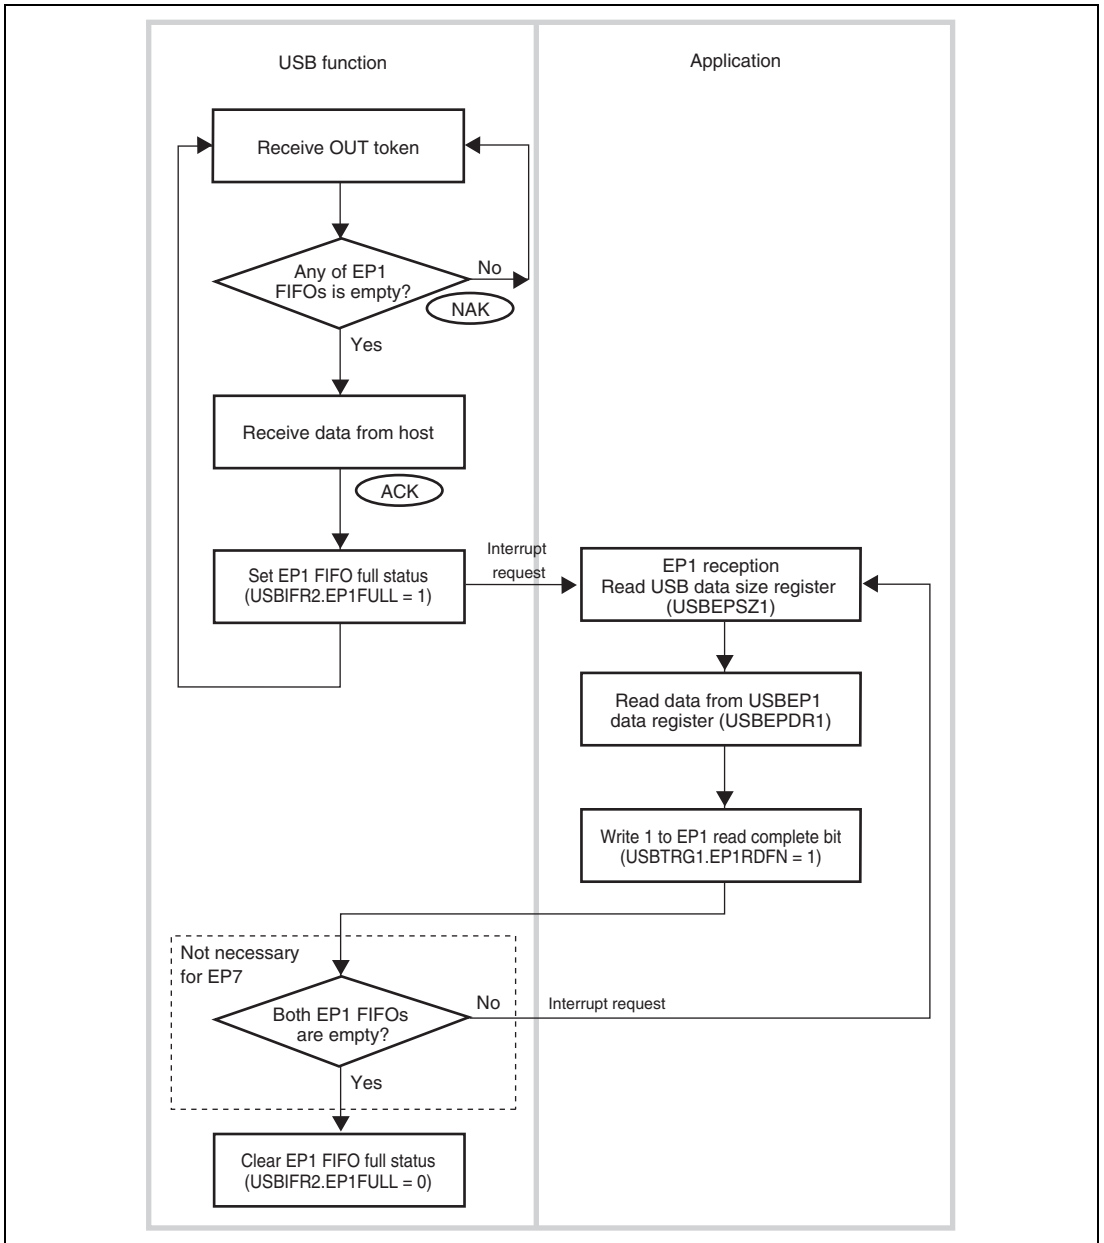 USB function
Application
Receive OUT token
Any of EP1
FIFOs is empty?
No
NAK
Yes
Receive data from host
ACK
Set EP1 FIFO full status
(USBIFR2.EP1FULL = 1)
Interrupt
request
EP1 reception
Read USB data size register
(USBEPSZ1)
Read data from USBEP1
data register (USBEPDR1)
Write 1 to EP1 read complete bit
(USBTRG1.EP1RDFN = 1)
Not necessary
for EP7
Both EP1 FIFOs
are empty?
No
Interrupt request
Yes
Clear EP1 FIFO full status
(USBIFR2.EP1FULL = 0)